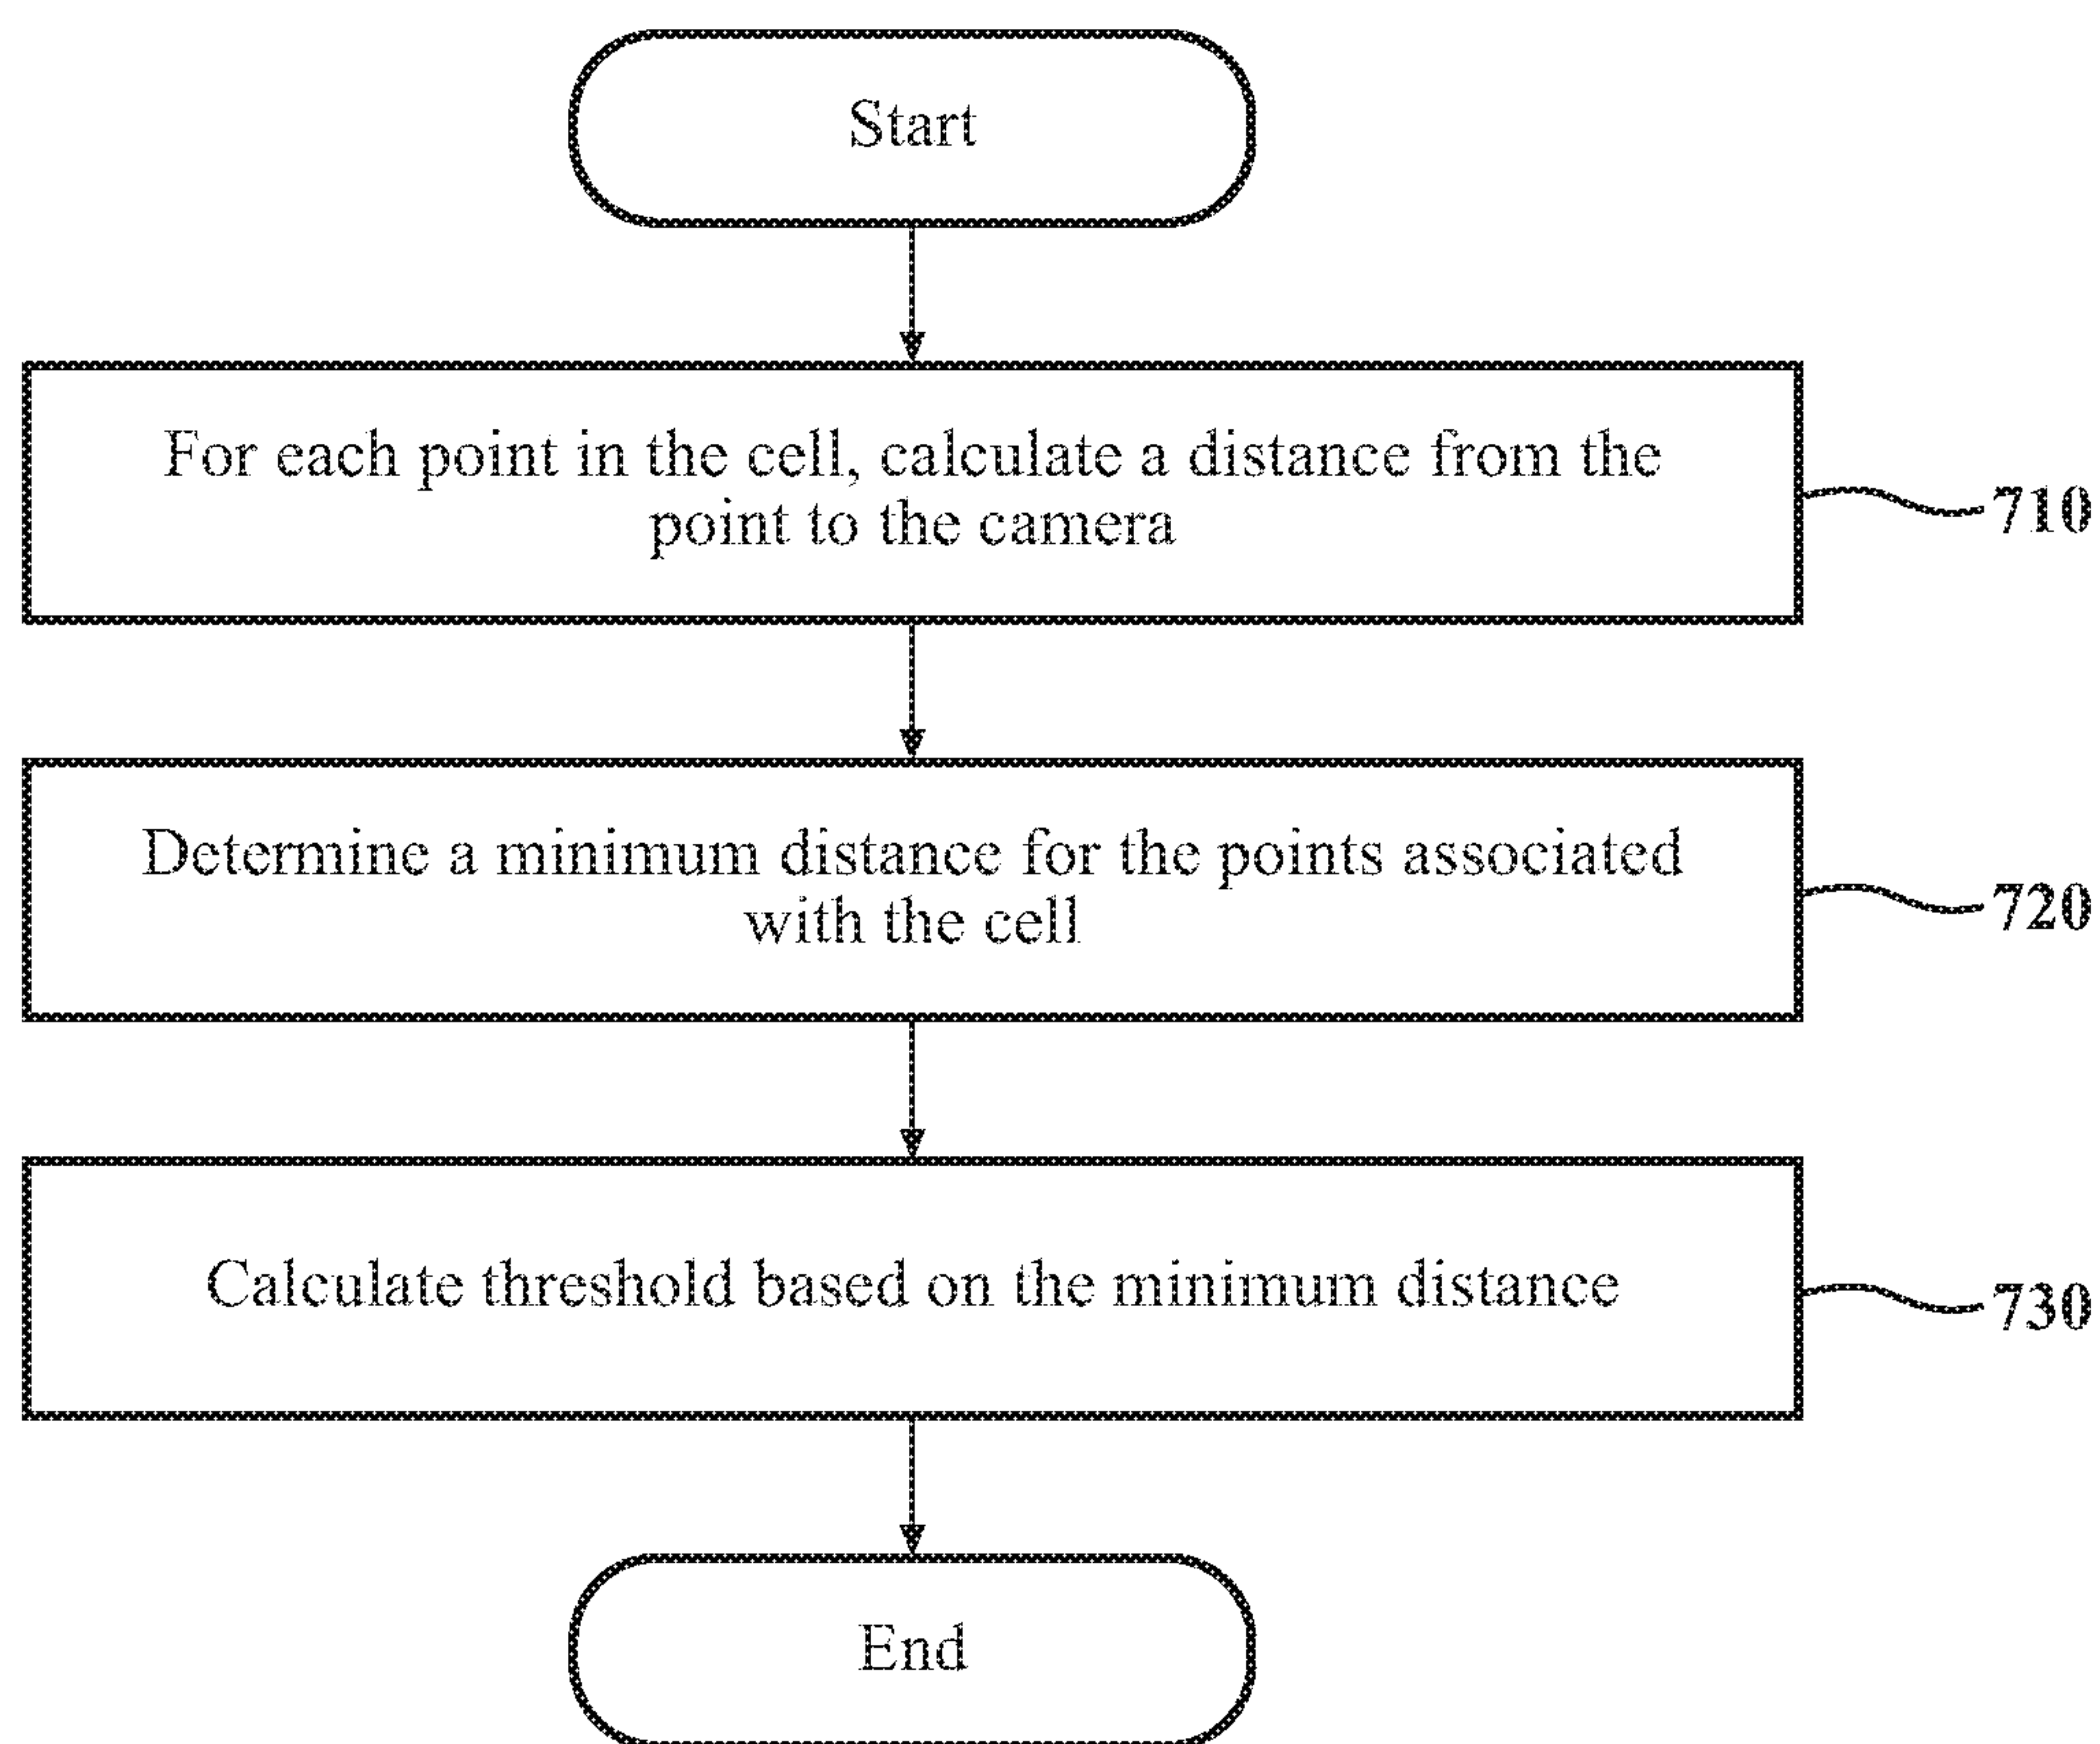 Start
For each point in the cell, calculate a distance from the
point to the camera
710
Determine a minimum distance for the points associated
with the cell
720
Calculate threshold based on the minimum distance
730
End